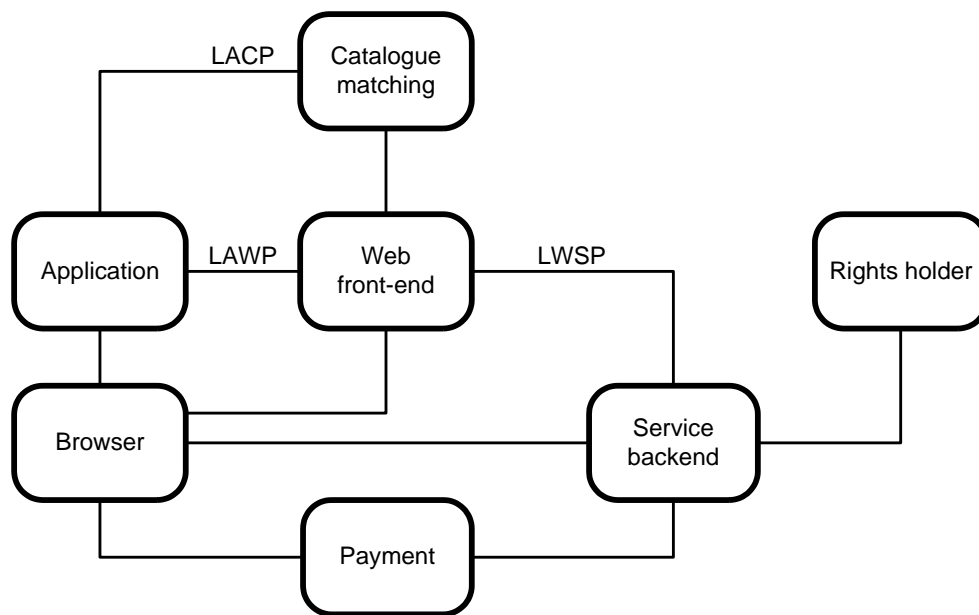 LACP
Catalogue
matching
Application
LAWP
Web
front-end
LWSP
Rights holder
Browser
Service
backend
Payment